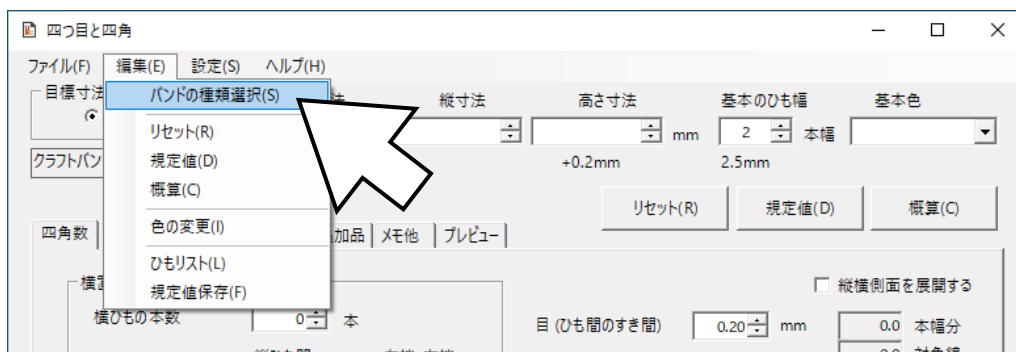 四つ目と四角
ファイル(F) 編集(E) 設定(S) ヘルプ(H)
目標寸法
バンドの種類選択(S)
リセット(R)
規定値(D)
概算(C)
色の変更(I)
ひもリスト(L)
規定値保存(F)
縦寸法 高さ寸法 基本のひも幅 基本色
mm 2 本幅
クラフトバン +0.2mm 2.5mm
リセット(R) 規定値(D) 概算(C)
四角数 加品 メモ他 プレビュー
縦横側面を展開する
横ひもの本数 0 本 目 (ひも間のすき間) 0.20 mm 0.0 本幅分